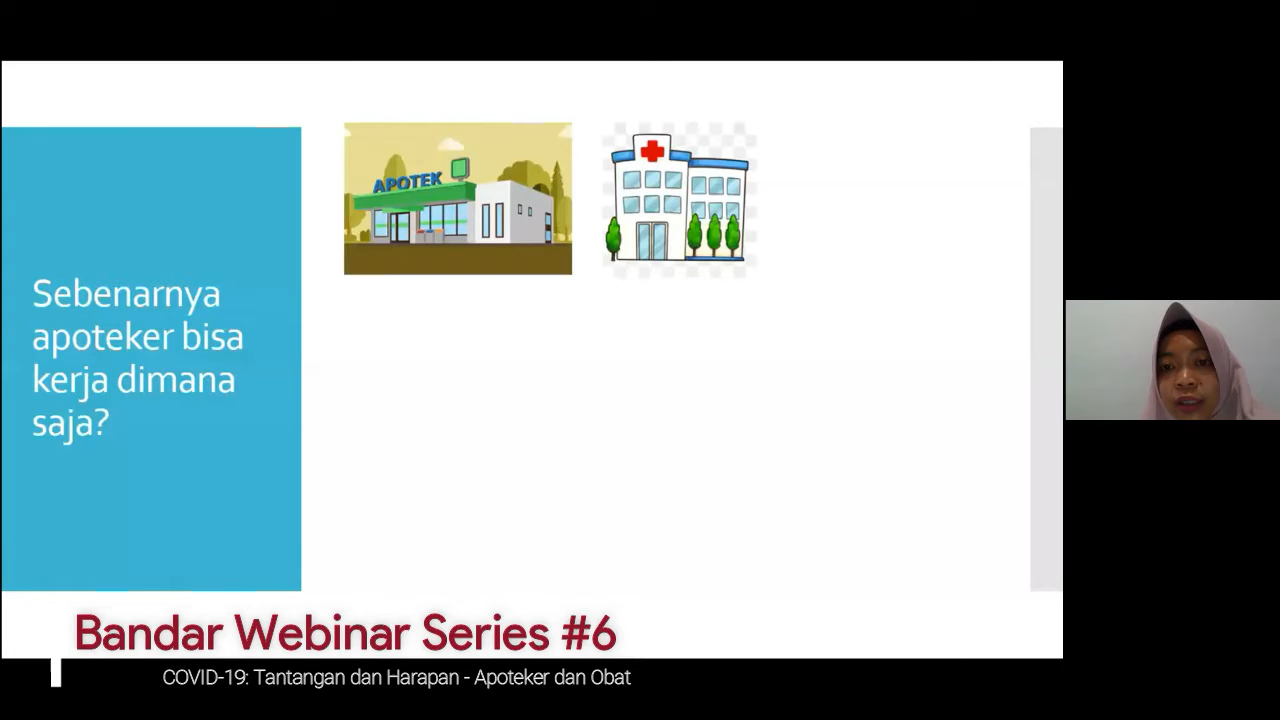 APOTEK
Sebenarnya
apoteker bisa
kerja dimana
saja?
Bandar Webinar Series #6
COVID-19: Tantangan dan Harapan - Apoteker dan Obat